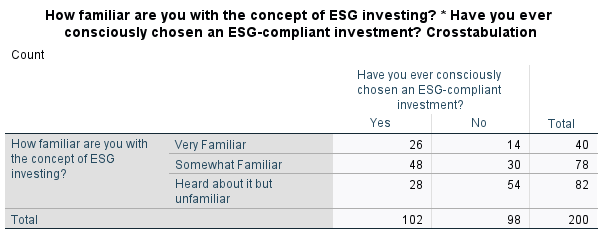 How familiar are you with the concept of ESG investing? * Have you ever
consciously chosen an ESG-compliant investment? Crosstabulation
Count
Have you ever consciously
chosen an ESG-compliant
investment?
Yes No Total
How familiar are you with
the concept of ESG
investing?
Very Familiar 26 14 40
Somewhat Familiar 48 30 78
Heard about it but
unfamiliar
28 54 82
Total 102 98 200